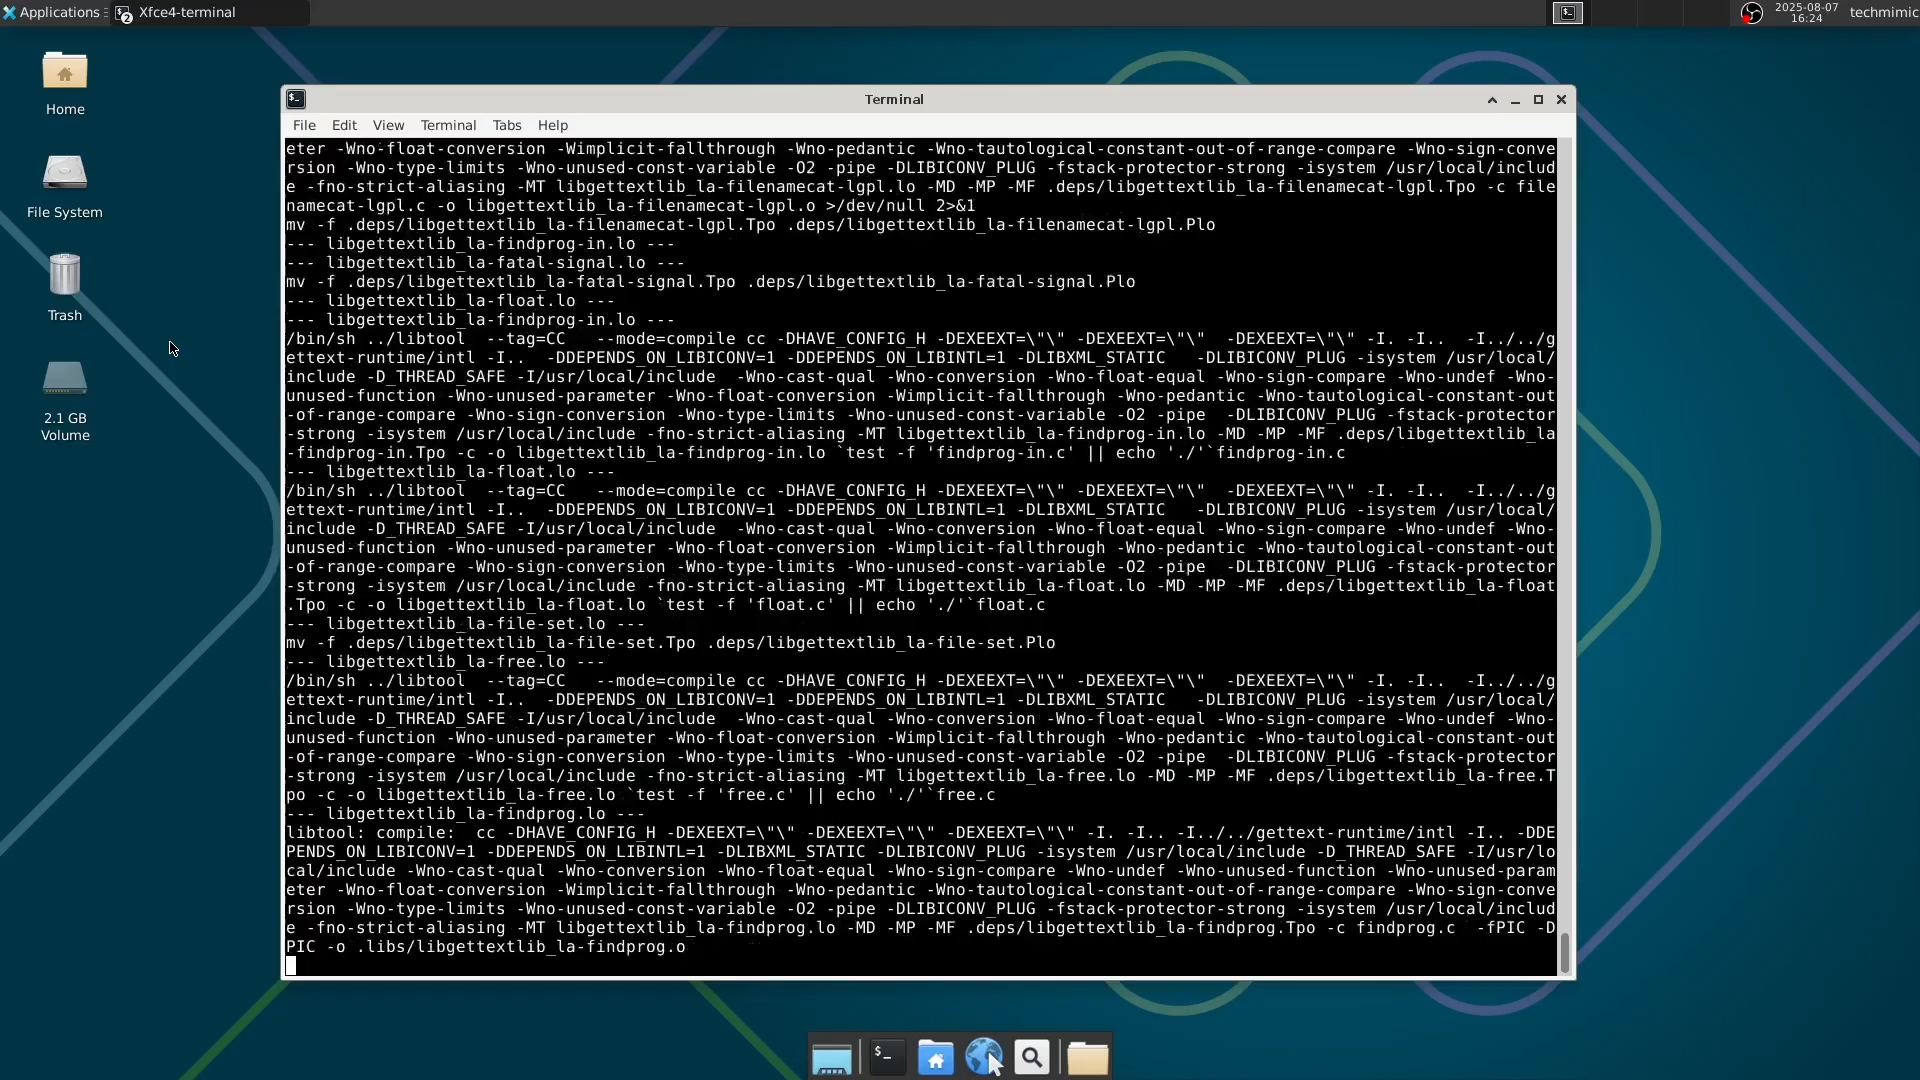 Applications
Xfce4-terminal
2
2025-08-07
16:24
techmimic
Home
File System
Trash
2.1 GB
Volume
Terminal
File Edit View Terminal Tabs Help
eter -Wno-float-conversion -Wimplicit-fallthrough -Wno-pedantic -Wno-tautological-constant-out-of-range-compare -Wno-sign-conve
rsion -Wno-type-limits -Wno-unused-const-variable -O2 -pipe -DLIBICONV_PLUG -fstack-protector-strong -isystem /usr/local/includ
e -fno-strict-aliasing -MT libgettextlib_la-filenamecat-lgpl.lo -MD -MP -MF .deps/libgettextlib_la-filenamecat-lgpl.Tpo -c file
namecat-lgpl.c -o libgettextlib_la-filenamecat-lgpl.o >/dev/null 2>&1
mv -f .deps/libgettextlib_la-filenamecat-lgpl.Tpo .deps/libgettextlib_la-filenamecat-lgpl.Plo
--- libgettextlib_la-findprog-in.lo ---
--- libgettextlib_la-fatal-signal.lo ---
mv -f .deps/libgettextlib_la-fatal-signal.Tpo .deps/libgettextlib_la-fatal-signal.Plo
--- libgettextlib_la-float.lo ---
--- libgettextlib_la-findprog-in.lo ---
/bin/sh ../libtool  --tag=CC   --mode=compile cc -DHAVE_CONFIG_H -DEXEEXT=\"\" -DEXEEXT=\"\"  -DEXEEXT=\"\" -I. -I..  -I../../g
ettext-runtime/intl -I..  -DDEPENDS_ON_LIBICONV=1 -DDEPENDS_ON_LIBINTL=1 -DLIBXML_STATIC   -DLIBICONV_PLUG -isystem /usr/local/
include -D_THREAD_SAFE -I/usr/local/include  -Wno-cast-qual -Wno-conversion -Wno-float-equal -Wno-sign-compare -Wno-undef -Wno-
unused-function -Wno-unused-parameter -Wno-float-conversion -Wimplicit-fallthrough -Wno-pedantic -Wno-tautological-constant-out
-of-range-compare -Wno-sign-conversion -Wno-type-limits -Wno-unused-const-variable -O2 -pipe  -DLIBICONV_PLUG -fstack-protector
-strong -isystem /usr/local/include -fno-strict-aliasing -MT libgettextlib_la-findprog-in.lo -MD -MP -MF .deps/libgettextlib_la
-findprog-in.Tpo -c -o libgettextlib_la-findprog-in.lo `test -f 'findprog-in.c' || echo './'`findprog-in.c
--- libgettextlib_la-float.lo ---
/bin/sh ../libtool  --tag=CC   --mode=compile cc -DHAVE_CONFIG_H -DEXEEXT=\"\" -DEXEEXT=\"\"  -DEXEEXT=\"\" -I. -I..  -I../../g
ettext-runtime/intl -I..  -DDEPENDS_ON_LIBICONV=1 -DDEPENDS_ON_LIBINTL=1 -DLIBXML_STATIC   -DLIBICONV_PLUG -isystem /usr/local/
include -D_THREAD_SAFE -I/usr/local/include  -Wno-cast-qual -Wno-conversion -Wno-float-equal -Wno-sign-compare -Wno-undef -Wno-
unused-function -Wno-unused-parameter -Wno-float-conversion -Wimplicit-fallthrough -Wno-pedantic -Wno-tautological-constant-out
-of-range-compare -Wno-sign-conversion -Wno-type-limits -Wno-unused-const-variable -O2 -pipe  -DLIBICONV_PLUG -fstack-protector
-strong -isystem /usr/local/include -fno-strict-aliasing -MT libgettextlib_la-float.lo -MD -MP -MF .deps/libgettextlib_la-float
.Tpo -c -o libgettextlib_la-float.lo `test -f 'float.c' || echo './'`float.c
--- libgettextlib_la-file-set.lo ---
mv -f .deps/libgettextlib_la-file-set.Tpo .deps/libgettextlib_la-file-set.Plo
--- libgettextlib_la-free.lo ---
/bin/sh ../libtool  --tag=CC   --mode=compile cc -DHAVE_CONFIG_H -DEXEEXT=\"\" -DEXEEXT=\"\"  -DEXEEXT=\"\" -I. -I..  -I../../g
ettext-runtime/intl -I..  -DDEPENDS_ON_LIBICONV=1 -DDEPENDS_ON_LIBINTL=1 -DLIBXML_STATIC   -DLIBICONV_PLUG -isystem /usr/local/
include -D_THREAD_SAFE -I/usr/local/include  -Wno-cast-qual -Wno-conversion -Wno-float-equal -Wno-sign-compare -Wno-undef -Wno-
unused-function -Wno-unused-parameter -Wno-float-conversion -Wimplicit-fallthrough -Wno-pedantic -Wno-tautological-constant-out
-of-range-compare -Wno-sign-conversion -Wno-type-limits -Wno-unused-const-variable -O2 -pipe  -DLIBICONV_PLUG -fstack-protector
-strong -isystem /usr/local/include -fno-strict-aliasing -MT libgettextlib_la-free.lo -MD -MP -MF .deps/libgettextlib_la-free.T
po -c -o libgettextlib_la-free.lo `test -f 'free.c' || echo './'`free.c
--- libgettextlib_la-findprog.lo ---
libtool: compile:  cc -DHAVE_CONFIG_H -DEXEEXT=\"\" -DEXEEXT=\"\" -DEXEEXT=\"\" -I. -I.. -I../../gettext-runtime/intl -I.. -DDE
PENDS_ON_LIBICONV=1 -DDEPENDS_ON_LIBINTL=1 -DLIBXML_STATIC -DLIBICONV_PLUG -isystem /usr/local/include -D_THREAD_SAFE -I/usr/lo
cal/include -Wno-cast-qual -Wno-conversion -Wno-float-equal -Wno-sign-compare -Wno-undef -Wno-unused-function -Wno-unused-param
eter -Wno-float-conversion -Wimplicit-fallthrough -Wno-pedantic -Wno-tautological-constant-out-of-range-compare -Wno-sign-conve
rsion -Wno-type-limits -Wno-unused-const-variable -O2 -pipe -DLIBICONV_PLUG -fstack-protector-strong -isystem /usr/local/includ
e -fno-strict-aliasing -MT libgettextlib_la-findprog.lo -MD -MP -MF .deps/libgettextlib_la-findprog.Tpo -c findprog.c  -fPIC -D
PIC -o .libs/libgettextlib_la-findprog.o